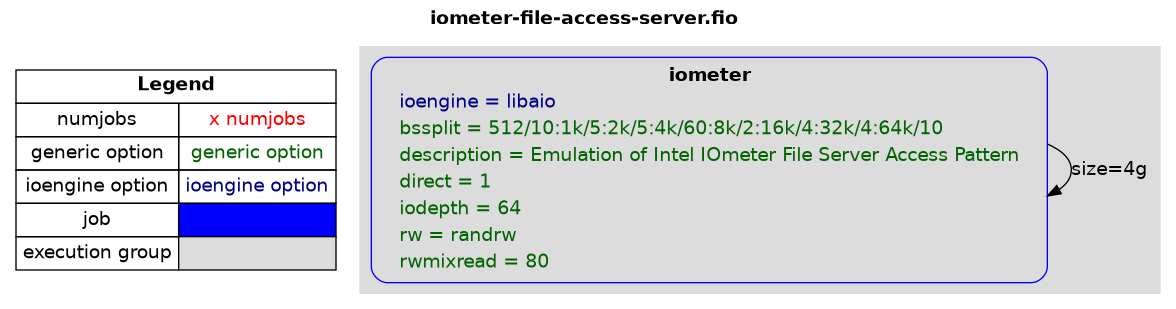 iometer-file-access-server.fio
Legend
numjobs x numjobs
generic option generic option
ioengine option ioengine option
job
execution group
iometer
ioengine = libaio
bssplit = 512/10:1k/5:2k/5:4k/60:8k/2:16k/4:32k/4:64k/10
description = Emulation of Intel IOmeter File Server Access Pattern
direct = 1
iodepth = 64
rw = randrw
rwmixread = 80
size=4g